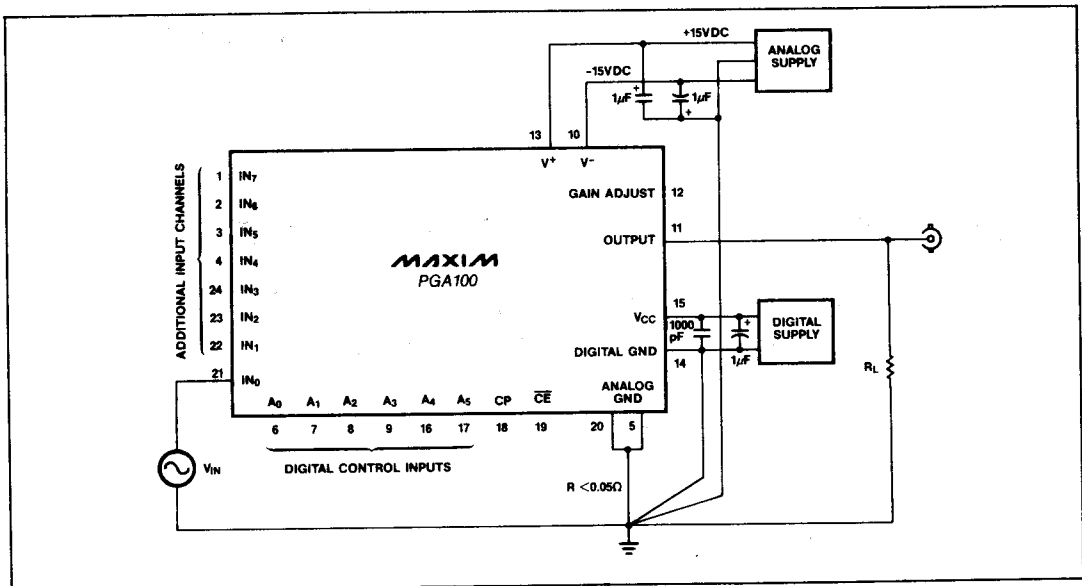 +15VDC
ANALOG
SUPPLY
-15VDC
1µF
+
1µF
+
13
10
V+
V-
ADDITIONAL INPUT CHANNELS
1 IN7
2 IN6
3 IN5
4 IN4
24 IN3
23 IN2
22 IN1
21 IN0
GAIN ADJUST 12
OUTPUT 11
MAXIM
PGA100
VCC 15
DIGITAL GND 14
1000
pF
+
1µF
DIGITAL
SUPPLY
RL
ANALOG
GND
A0 A1 A2 A3 A4 A5 CP CE
6 7 8 9 16 17 18 19 20 5
DIGITAL CONTROL INPUTS
VIN
R <0.05Ω